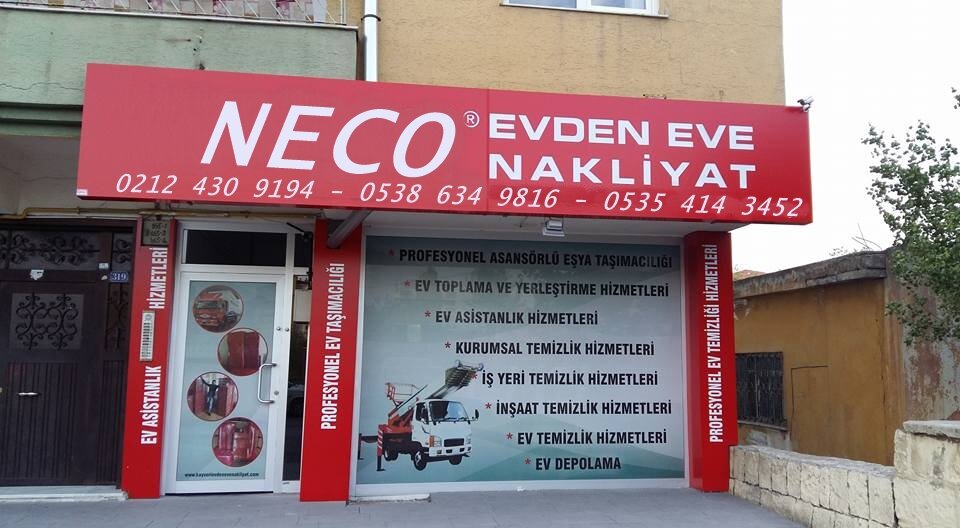 NECO ®
EVDEN EVE
NAKLİYAT
0212 430 9194 - 0538 634 9816 - 0535 414 3452
319
EV ASİSTANLIK HİZMETLERİ
www.kayserievdenevenakliyat.com
PROFESYONEL EV TAŞIMACILIĞI
* PROFESYONEL ASANSÖRLÜ EŞYA TAŞIMACILIĞI
* EV TOPLAMA VE YERLEŞTİRME HİZMETLERİ
* EV ASİSTANLIK HİZMETLERİ
* KURUMSAL TEMİZLİK HİZMETLERİ
* İŞ YERİ TEMİZLİK HİZMETLERİ
* İNŞAAT TEMİZLİK HİZMETLERİ
* EV TEMİZLİK HİZMETLERİ
* EV DEPOLAMA
PROFESYONEL EV TEMİZLİĞİ HİZMETLERİ